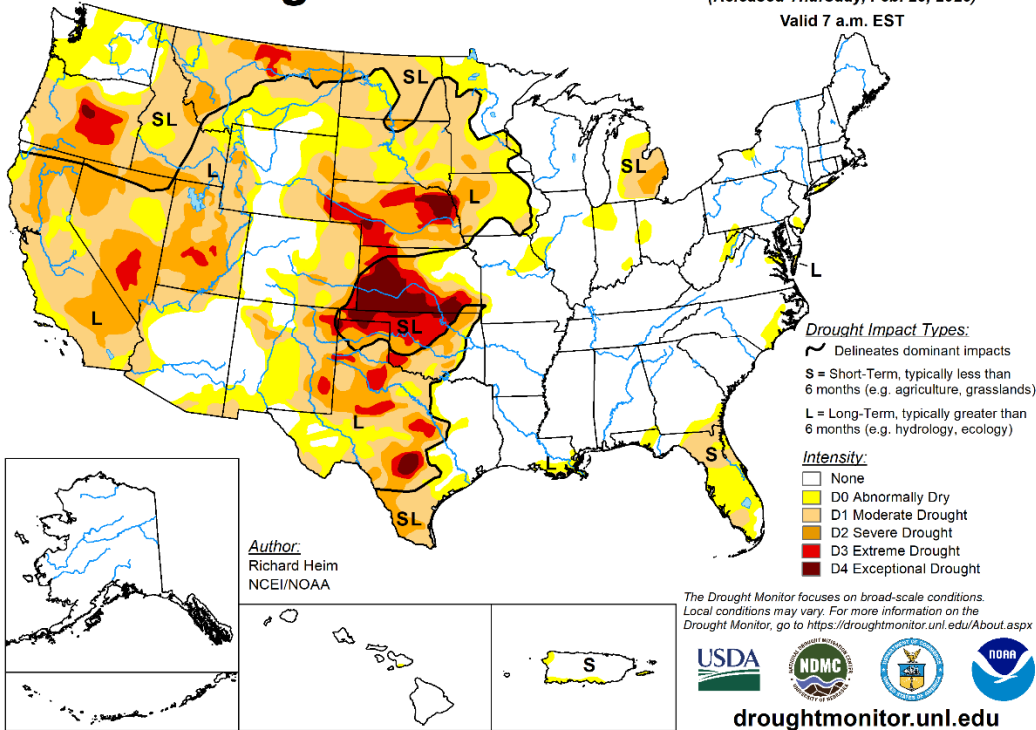 Valid 7 a.m. EST
SL
SL
SL
L
L
L
SL
L
L
SL
L
S
L
Drought Impact Types:
Delineates dominant impacts
S = Short-Term, typically less than
6 months (e.g. agriculture, grasslands)
L = Long-Term, typically greater than
6 months (e.g. hydrology, ecology)
Intensity:
None
D0 Abnormally Dry
D1 Moderate Drought
D2 Severe Drought
D3 Extreme Drought
D4 Exceptional Drought
Author:
Richard Heim
NCEI/NOAA
S
The Drought Monitor focuses on broad-scale conditions.
Local conditions may vary. For more information on the
Drought Monitor, go to https://droughtmonitor.unl.edu/About.aspx
USDA
NDMC
NOAA
droughtmonitor.unl.edu